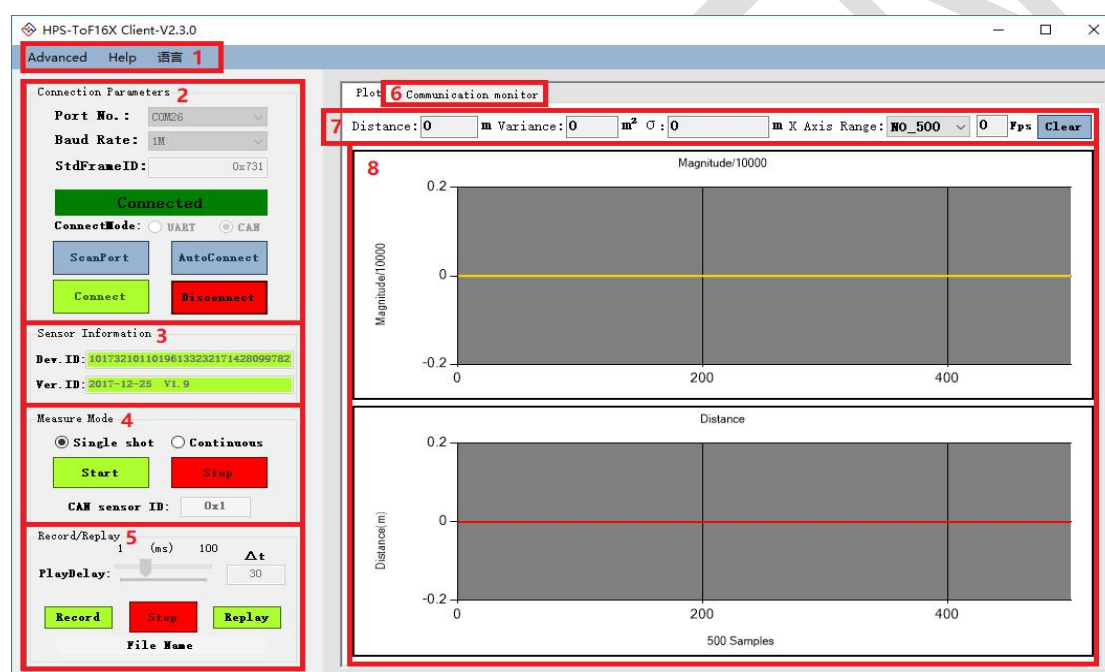 HPS-ToF16X Client-V2.3.0
Advanced Help 语言 1
Connection Parameters 2
Port No.: COM26
Baud Rate: 1M
StdFrameID: 0x731
Connected
ConnectMode: UART CAN
ScanPort AutoConnect
Connect Disconnect
Sensor Information 3
Dev.ID: 10173210110196133232171428099782
Ver.ID: 2017-12-25 V1.9
Measure Mode 4
Single shot Continuous
Start Stop
CAN sensor ID: 0x1
Record/Replay 5
1 (ms) 100 Δt
PlayDelay: 30
Record Stop Replay
File Name
Plot 6 Communication monitor
7 Distance: 0 m Variance: 0 m² σ: 0 m X Axis Range: NO_500 0 Fps Clear
8 Magnitude/10000
0.2
Magnitude/10000
0
-0.2
0 200 400
Distance
0.2
Distance(m)
0
-0.2
0 200 400
500 Samples